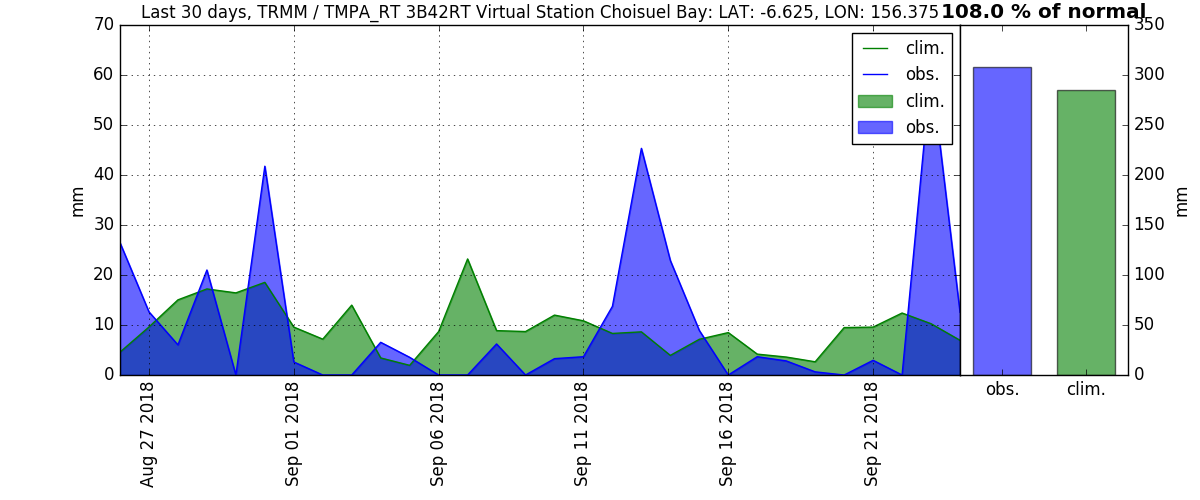 Last 30 days, TRMM / TMPA_RT 3B42RT Virtual Station Choisuel Bay: LAT: -6.625, LON: 156.375 108.0 % of normal
70
60
50
40
30
20
10
0
mm
clim.
obs.
clim.
obs.
Aug 27 2018
Sep 01 2018
Sep 06 2018
Sep 11 2018
Sep 16 2018
Sep 21 2018
350
300
250
200
150
100
50
0
mm
obs.
clim.